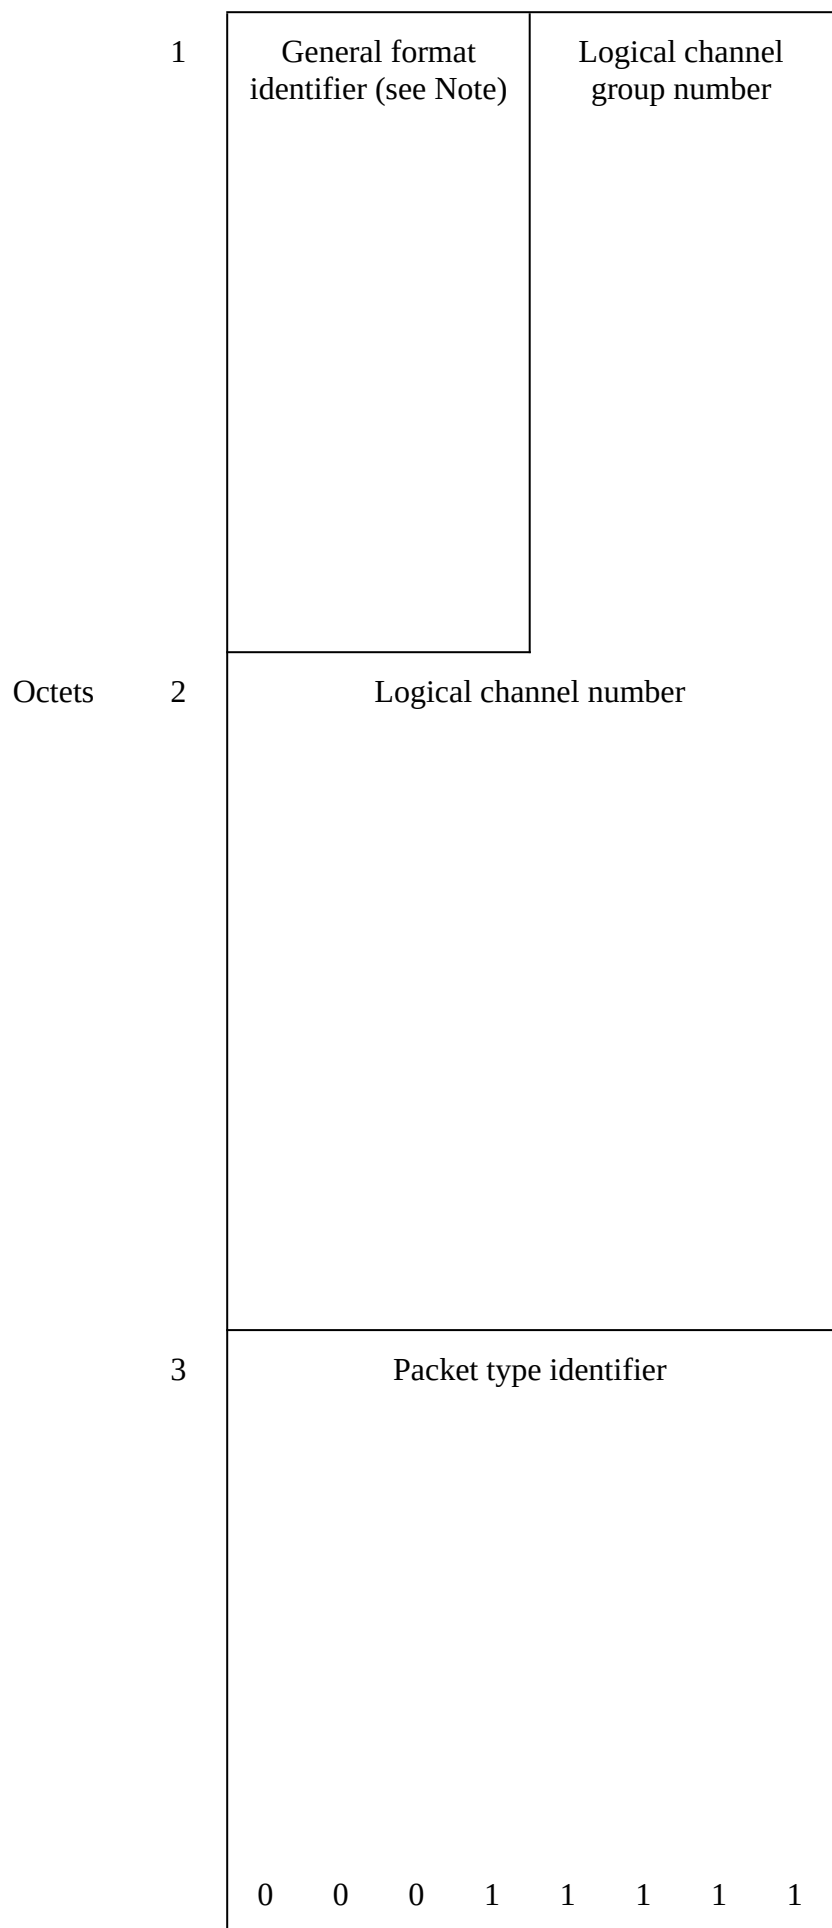 1 General format Logical channel
identifier (see Note) group number
Octets 2 Logical channel number
3 Packet type identifier
0 0 0 1 1 1 1 1